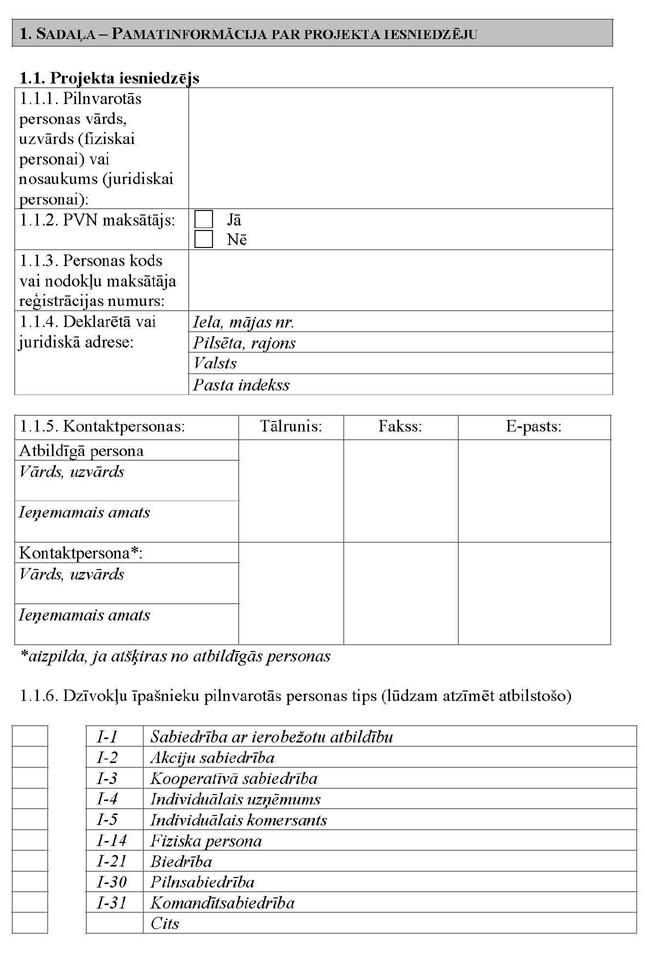 1. SADAĻA – PAMATINFORMĀCIJA PAR PROJEKTA IESNIEDZĒJU
1.1. Projekta iesniedzējs
1.1.1. Pilnvarotās
personas vārds,
uzvārds (fiziskai
personai) vai
nosaukums (juridiskai
personai):
1.1.2. PVN maksātājs:
Jā
Nē
1.1.3. Personas kods
vai nodokļu maksātāja
reģistrācijas numurs:
1.1.4. Deklarētā vai
juridiskā adrese:
Iela, mājas nr.
Pilsēta, rajons
Valsts
Pasta indekss
1.1.5. Kontaktpersonas: Tālrunis: Fakss: E-pasts:
Atbildīgā persona
Vārds, uzvārds
Ieņemamais amats
Kontaktpersona*:
Vārds, uzvārds
Ieņemamais amats
*aizpilda, ja atšķiras no atbildīgās personas
1.1.6. Dzīvokļu īpašnieku pilnvarotās personas tips (lūdzam atzīmēt atbilstošo)
I-1 Sabiedrība ar ierobežotu atbildību
I-2 Akciju sabiedrība
I-3 Kooperatīvā sabiedrība
I-4 Individuālais uzņēmums
I-5 Individuālais komersants
I-14 Fiziska persona
I-21 Biedrība
I-30 Pilnsabiedrība
I-31 Komandītsabiedrība
Cits